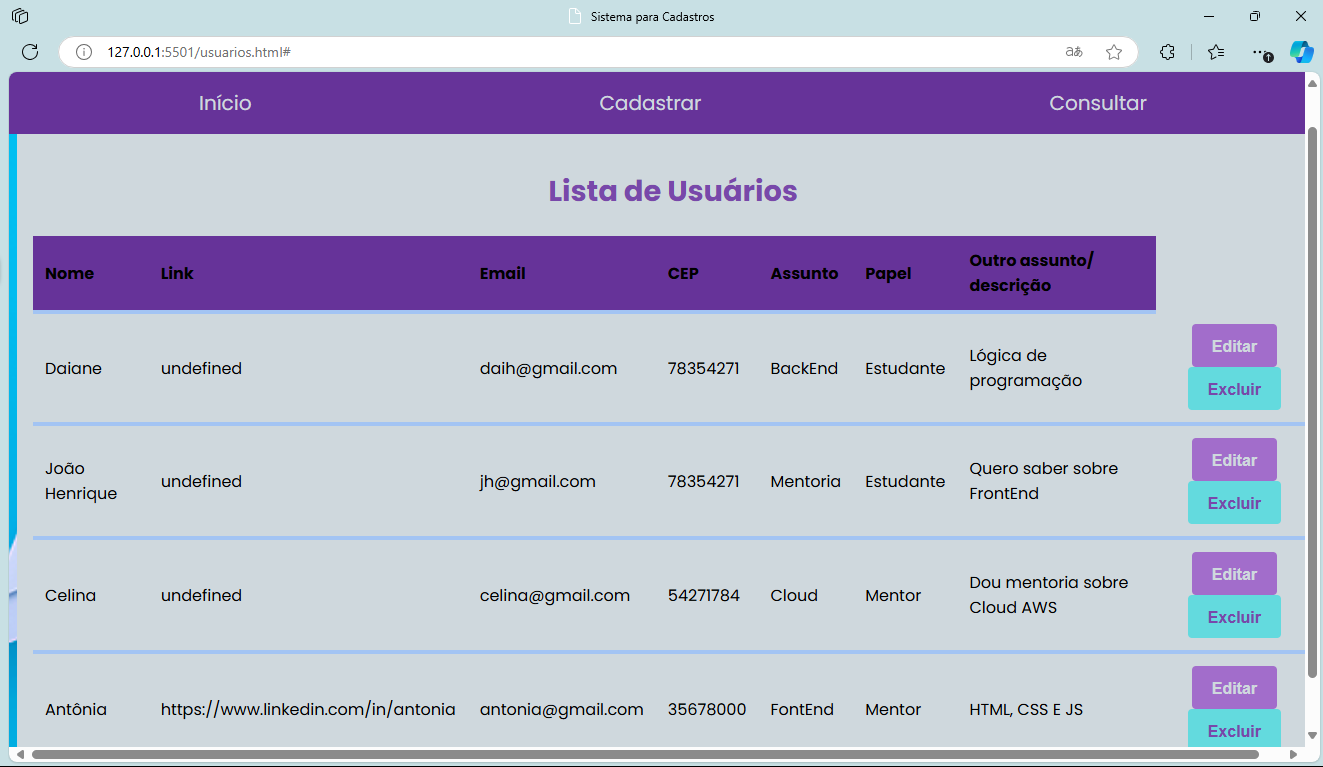 Sistema para Cadastros
127.0.0.1:5501/usuarios.html#
Início Cadastrar Consultar
Lista de Usuários
Nome Link Email CEP Assunto Papel Outro assunto/
descrição
Daiane undefined daih@gmail.com 78354271 BackEnd Estudante Lógica de
programação
Editar
Excluir
João
Henrique undefined jh@gmail.com 78354271 Mentoria Estudante Quero saber sobre
FrontEnd
Editar
Excluir
Celina undefined celina@gmail.com 54271784 Cloud Mentor Dou mentoria sobre
Cloud AWS
Editar
Excluir
Antônia https://www.linkedin.com/in/antonia antonia@gmail.com 35678000 FontEnd Mentor HTML, CSS E JS
Editar
Excluir